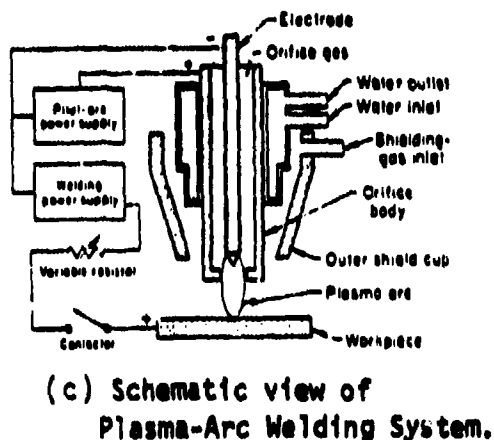 Electrode
Orifice gas
Water outlet
Water inlet
Shielding-
gas inlet
Orifice
body
Outer shield cup
Plasma arc
Workpiece
Pilot-arc
power supply
Welding
power supply
Variable resistor
Contactor
- + +
(c) Schematic view of
Plasma-Arc Welding System.